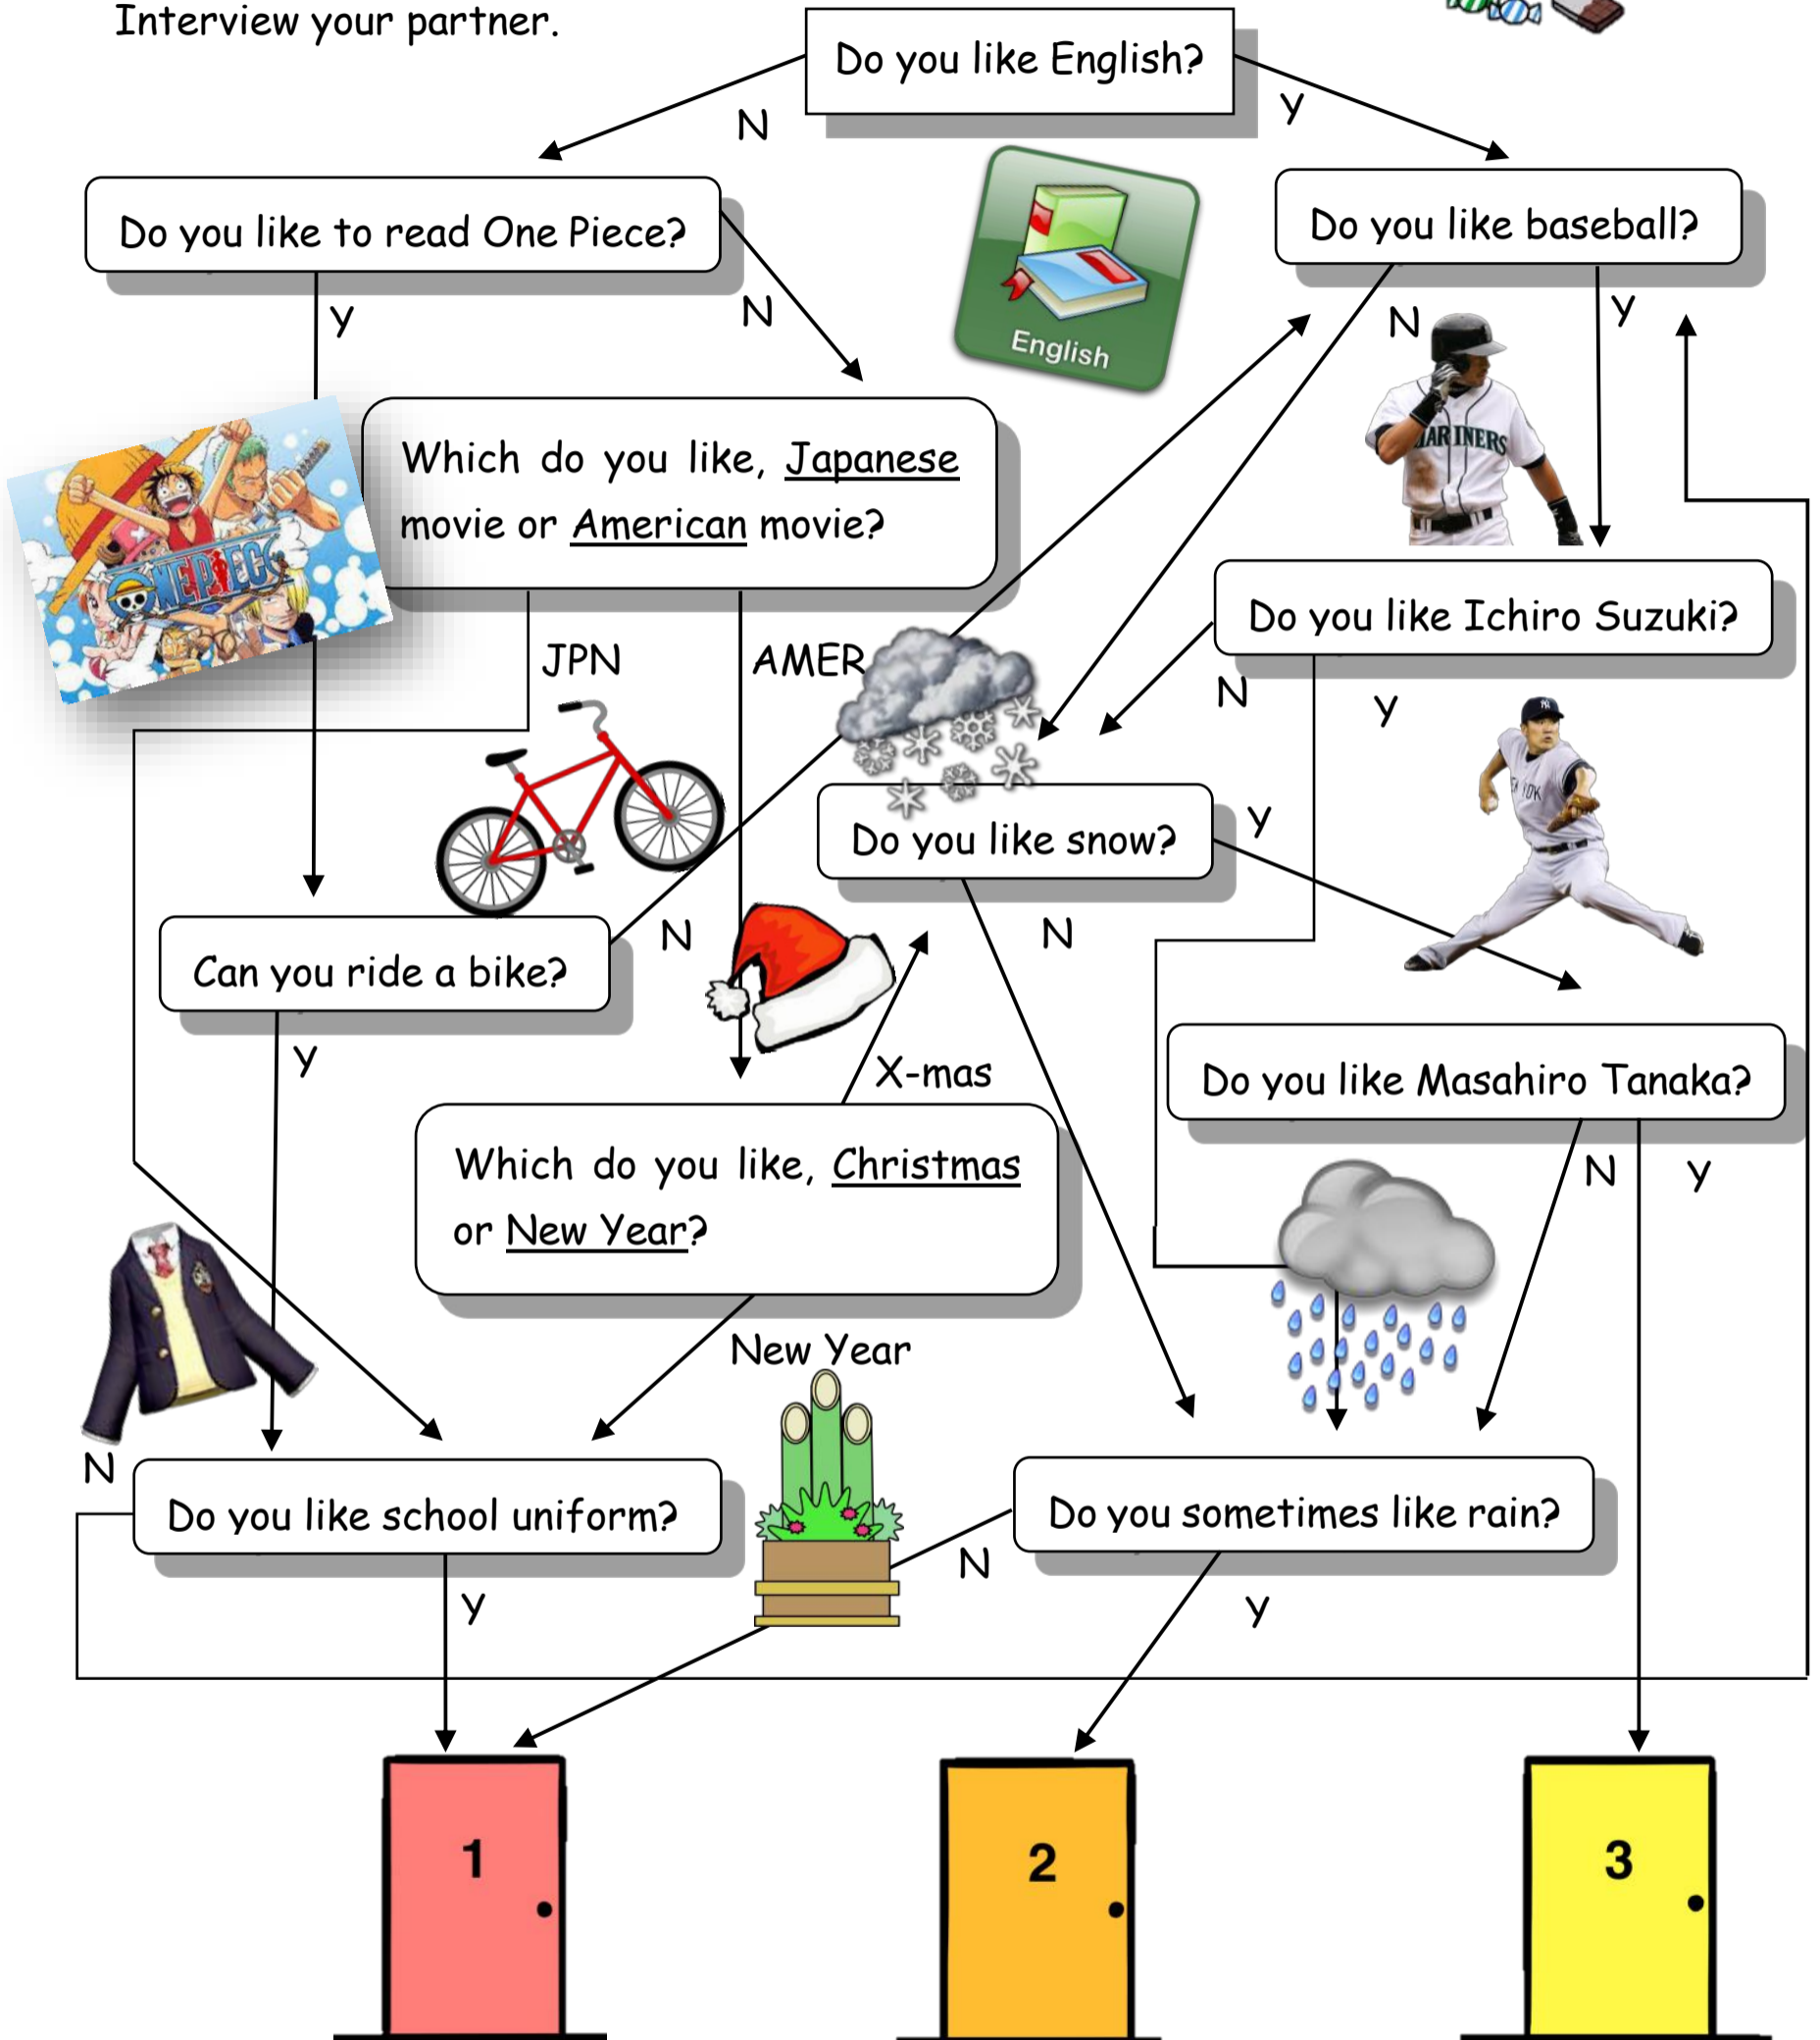 Interview your partner.
Do you like English?
N
Y
Do you like to read One Piece?
Do you like baseball?
Y
N
English
N
Y
MARINERS
Which do you like, Japanese
movie or American movie?
ONE PIECE
Do you like Ichiro Suzuki?
JPN
AMER
N
Y
NY
Do you like snow?
Y
N
N
Can you ride a bike?
Y
X-mas
Do you like Masahiro Tanaka?
N
Y
Which do you like, Christmas
or New Year?
New Year
N
Do you like school uniform?
Do you sometimes like rain?
N
Y
Y
1
2
3